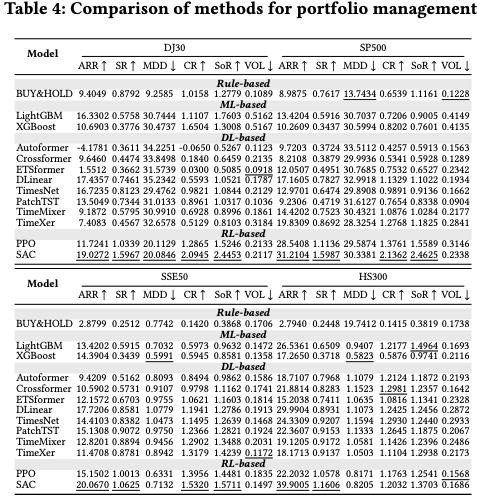 Table 4: Comparison of methods for portfolio management
Model DJ30 SP500
ARR ↑ SR ↑ MDD ↓ CR ↑ SoR ↑ VOL ↓ ARR ↑ SR ↑ MDD ↓ CR ↑ SoR ↑ VOL ↓
Rule-based
BUY&HOLD 9.4049 0.8792 9.2585 1.0158 1.2779 0.1089 8.9875 0.7617 13.7434 0.6539 1.1161 0.1228
ML-based
LightGBM 16.3302 0.5758 30.7444 1.1107 1.7603 0.5162 13.4204 0.5916 30.7037 0.7206 0.9005 0.4149
XGBoost 10.6903 0.3776 30.4737 1.6504 1.3008 0.5167 10.2609 0.3437 30.5994 0.8202 0.7601 0.4135
DL-based
Autoformer -4.1781 0.3611 34.2251 -0.0650 0.5267 0.1123 9.7203 0.3724 33.5112 0.4257 0.5913 0.1563
Crossformer 9.6460 0.4474 33.8498 0.1840 0.6459 0.2135 8.2108 0.3879 29.9936 0.5341 0.5928 0.1289
ETSformer 1.5512 0.3662 31.5739 0.0300 0.5085 0.0918 12.0507 0.4951 30.7685 0.7532 0.6527 0.2342
DLinear 17.4357 0.7461 35.2342 0.5593 1.0521 0.1787 17.1605 0.7827 32.9918 1.1329 1.1022 0.1934
TimesNet 16.7235 0.8123 29.4762 0.9821 1.0844 0.2129 12.9701 0.6474 28.8908 0.9891 0.9136 0.1662
PatchTST 13.5049 0.7344 31.0133 0.8961 1.0317 0.1036 9.2306 0.4719 31.6127 0.7654 0.8338 0.0904
TimeMixer 9.1872 0.5795 30.9910 0.6928 0.8996 0.1861 14.4202 0.7523 30.4321 1.0876 1.0284 0.2177
TimeXer 7.4083 0.4567 32.6578 0.5129 0.8103 0.3184 19.8309 0.8692 28.3254 1.2768 1.1825 0.2841
RL-based
PPO 11.7241 1.0339 20.1129 1.2865 1.5246 0.2133 28.5408 1.1136 29.5874 1.3761 1.5589 0.3146
SAC 19.0272 1.5967 20.0846 2.0945 2.4453 0.2117 31.2104 1.5987 30.3381 2.1362 2.4625 0.2338
Model SSE50 HS300
ARR ↑ SR ↑ MDD ↓ CR ↑ SoR ↑ VOL ↓ ARR ↑ SR ↑ MDD ↓ CR ↑ SoR ↑ VOL ↓
Rule-based
BUY&HOLD 2.8799 0.2512 0.7742 0.1420 0.3868 0.1706 2.7940 0.2448 19.7412 0.1415 0.3819 0.1738
ML-based
LightGBM 13.4202 0.5915 0.7032 0.5973 0.9632 0.1472 26.5361 0.6509 0.9407 1.2177 1.4964 0.1693
XGBoost 14.3904 0.3439 0.5991 0.5945 0.8581 0.1358 17.2650 0.3718 0.5823 0.5876 0.9741 0.2116
DL-based
Autoformer 9.4209 0.5162 0.8093 0.8494 0.9862 0.1586 18.7107 0.7968 1.1079 1.2124 1.1872 0.2193
Crossformer 10.5902 0.5731 0.9107 0.9798 1.1162 0.1741 21.8814 0.8283 1.1523 1.2981 1.2357 0.1642
ETSformer 12.1572 0.6703 0.9755 1.0621 1.1603 0.1814 15.2038 0.7411 1.0635 1.0816 1.1341 0.2328
DLinear 17.7206 0.8581 1.0779 1.1941 1.2786 0.1913 29.9904 0.8931 1.1073 1.2425 1.2456 0.2872
TimesNet 14.4103 0.8382 1.0473 1.1495 1.2639 0.1468 24.3309 0.9207 1.1594 1.2930 1.2440 0.2933
PatchTST 15.1308 0.9072 0.9750 1.2366 1.2821 0.1924 22.3607 0.9153 1.1333 1.2645 1.1875 0.2067
TimeMixer 12.8201 0.8894 0.9456 1.2902 1.3488 0.2031 19.1205 0.9172 1.0581 1.1426 1.2396 0.2486
TimeXer 11.4708 0.8781 0.8942 1.3179 1.4239 0.1172 18.1713 0.9137 1.0503 1.1104 1.2938 0.2173
RL-based
PPO 15.1502 1.0013 0.6331 1.3956 1.4481 0.1835 22.2032 1.0578 0.8171 1.1763 1.2541 0.1568
SAC 20.0670 1.0625 0.7132 1.5320 1.5711 0.1497 39.9005 1.1606 0.8205 1.2032 1.3703 0.1686